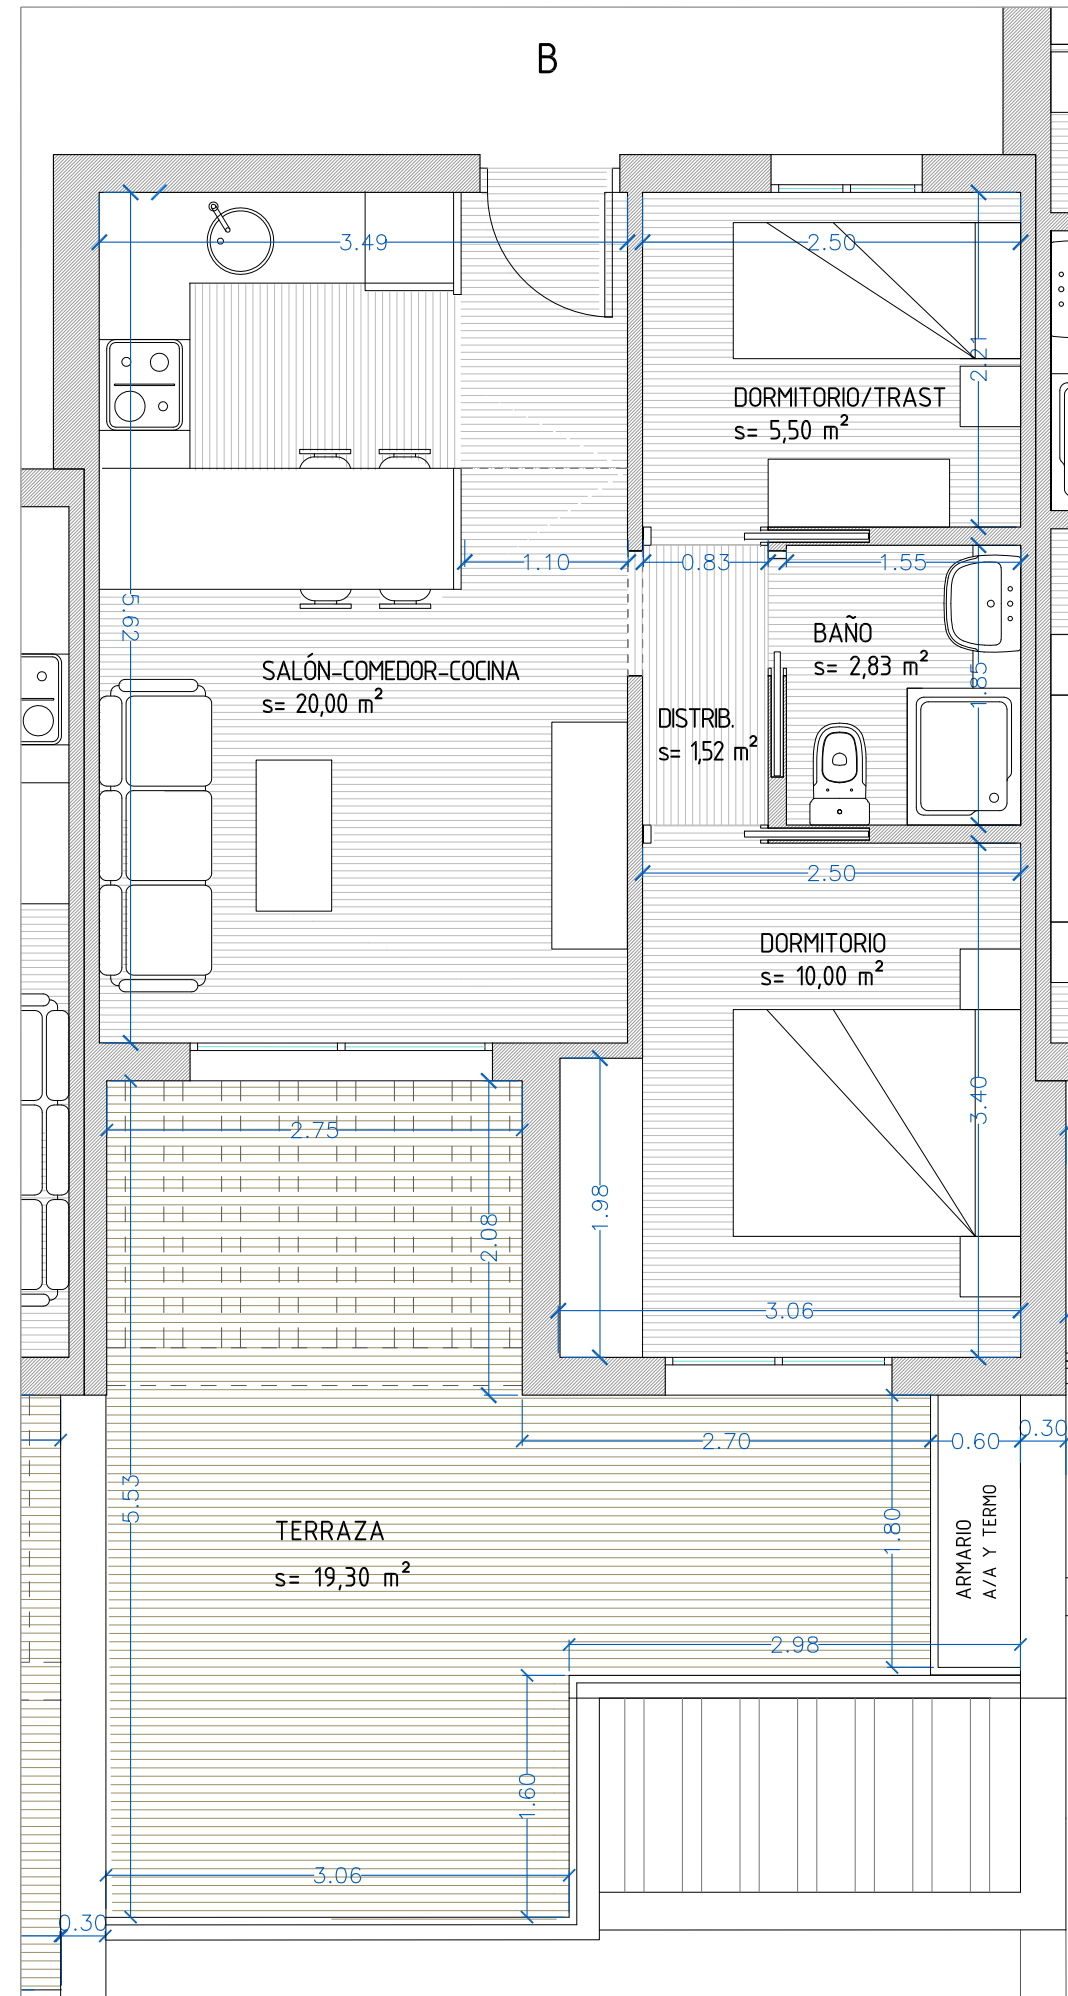 B
3.49
2.50
2.21
DORMITORIO/TRAST
s= 5,50 m²
1.10
0.83
1.55
5.62
BAÑO
s= 2,83 m²
SALÓN-COMEDOR-COCINA
s= 20,00 m²
1.85
DISTRIB.
s= 1,52 m²
2.50
DORMITORIO
s= 10,00 m²
3.40
2.75
1.98
2.08
3.06
2.70
0.60
0.30
5.53
TERRAZA
s= 19,30 m²
1.80
ARMARIO
A/A Y TERMO
2.98
1.60
3.06
0.30